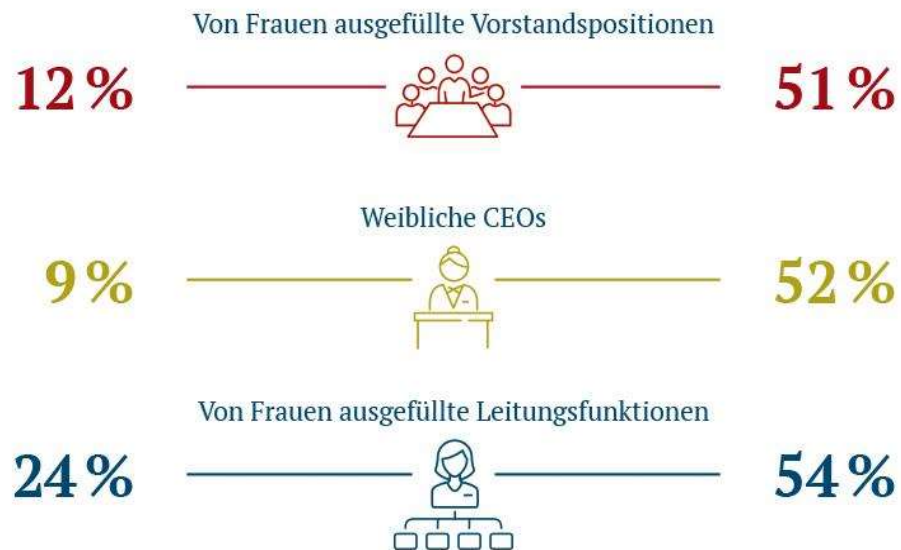 Von Frauen ausgefüllte Vorstandspositionen
12 % 51 %
Weibliche CEOs
9 % 52 %
Von Frauen ausgefüllte Leitungsfunktionen
24 % 54 %